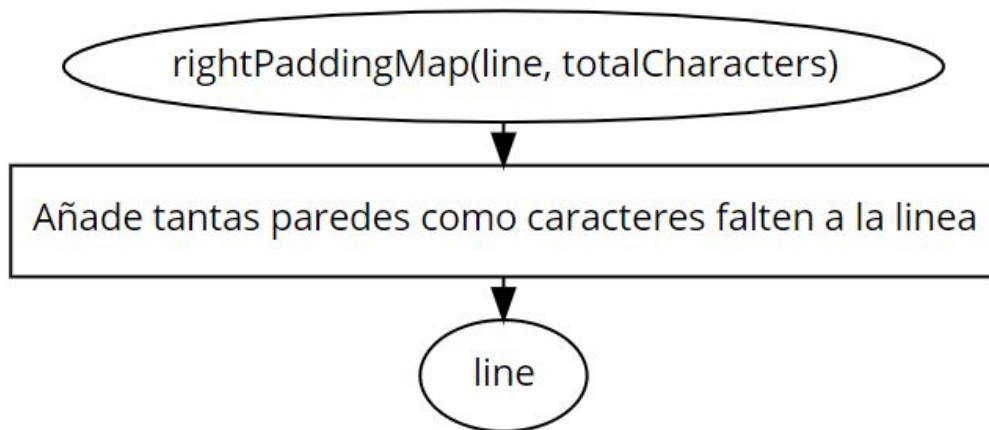 rightPaddingMap(line, totalCharacters)
Añade tantas paredes como caracteres falten a la linea
line